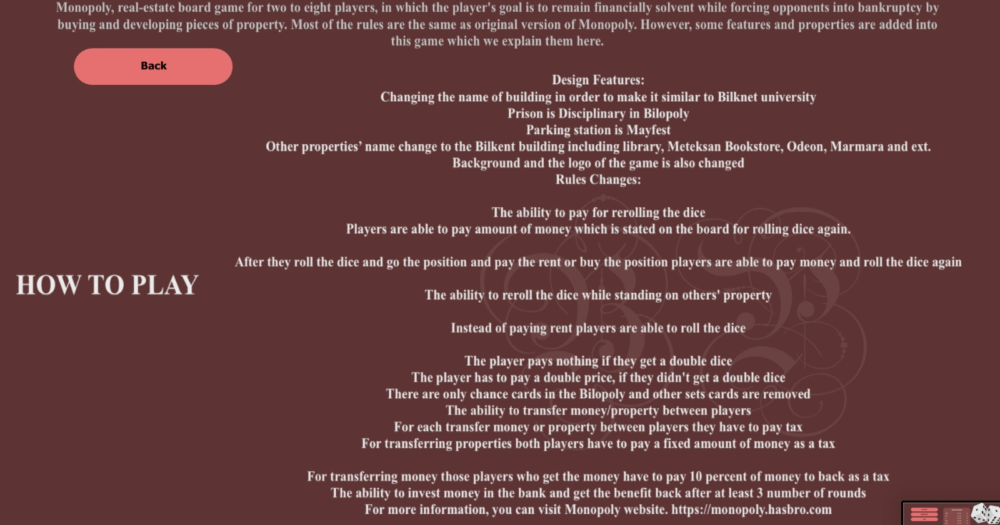 Monopoly, real-estate board game for two to eight players, in which the player's goal is to remain financially solvent while forcing opponents into bankruptcy by
buying and developing pieces of property. Most of the rules are the same as original version of Monopoly. However, some features and properties are added into
this game which we explain them here.
Back
Design Features:
Changing the name of building in order to make it similar to Bilknet university
Prison is Disciplinary in Bilopoly
Parking station is Mayfest
Other properties’ name change to the Bilkent building including library, Meteksan Bookstore, Odeon, Marmara and ext.
Background and the logo of the game is also changed
Rules Changes:
The ability to pay for rerolling the dice
Players are able to pay amount of money which is stated on the board for rolling dice again.
After they roll the dice and go the position and pay the rent or buy the position players are able to pay money and roll the dice again
HOW TO PLAY
The ability to reroll the dice while standing on others' property
Instead of paying rent players are able to roll the dice
The player pays nothing if they get a double dice
The player has to pay a double price, if they didn't get a double dice
There are only chance cards in the Bilopoly and other sets cards are removed
The ability to transfer money/property between players
For each transfer money or property between players they have to pay tax
For transferring properties both players have to pay a fixed amount of money as a tax
For transferring money those players who get the money have to pay 10 percent of money to back as a tax
The ability to invest money in the bank and get the benefit back after at least 3 number of rounds
For more information, you can visit Monopoly website. https://monopoly.hasbro.com